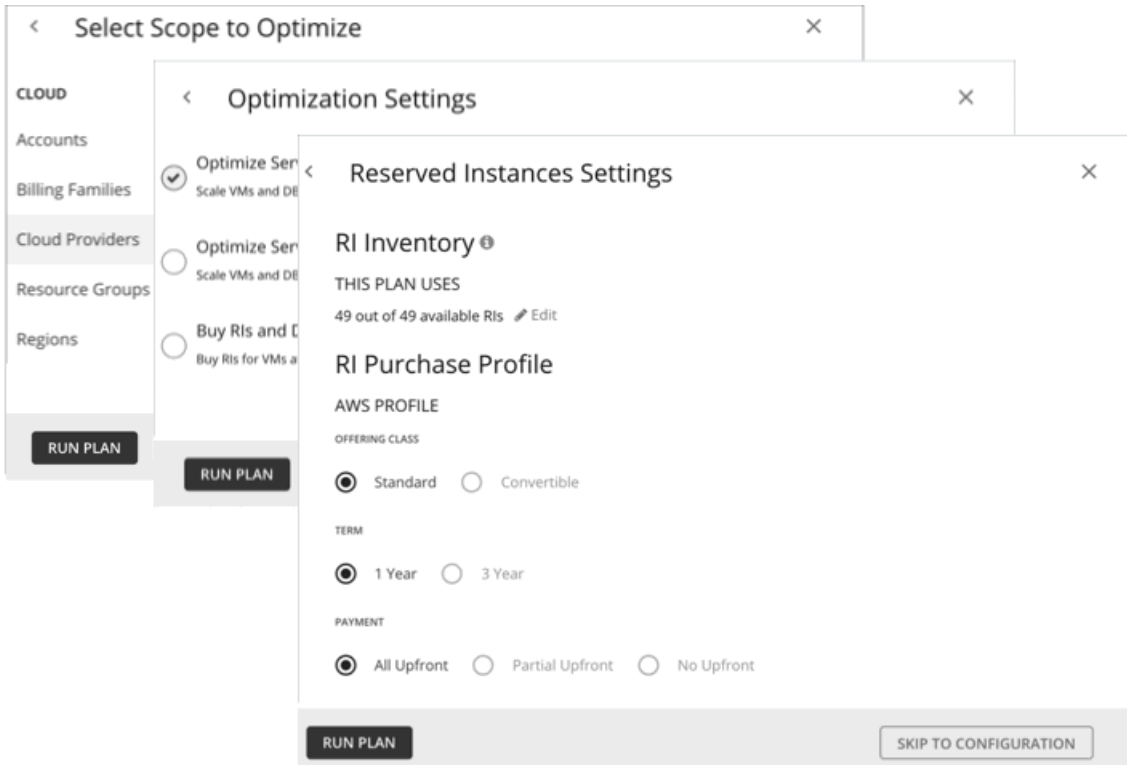 Select Scope to Optimize
CLOUD
Accounts
Billing Families
Cloud Providers
Resource Groups
Regions
RUN PLAN
Optimization Settings
Optimize Ser
Scale VMs and DB
Optimize Ser
Scale VMs and DB
Buy RIs and D
Buy RIs for VMs a
RUN PLAN
Reserved Instances Settings
RI Inventory
THIS PLAN USES
49 out of 49 available RIs Edit
RI Purchase Profile
AWS PROFILE
OFFERING CLASS
Standard Convertible
TERM
1 Year 3 Year
PAYMENT
All Upfront Partial Upfront No Upfront
RUN PLAN SKIP TO CONFIGURATION